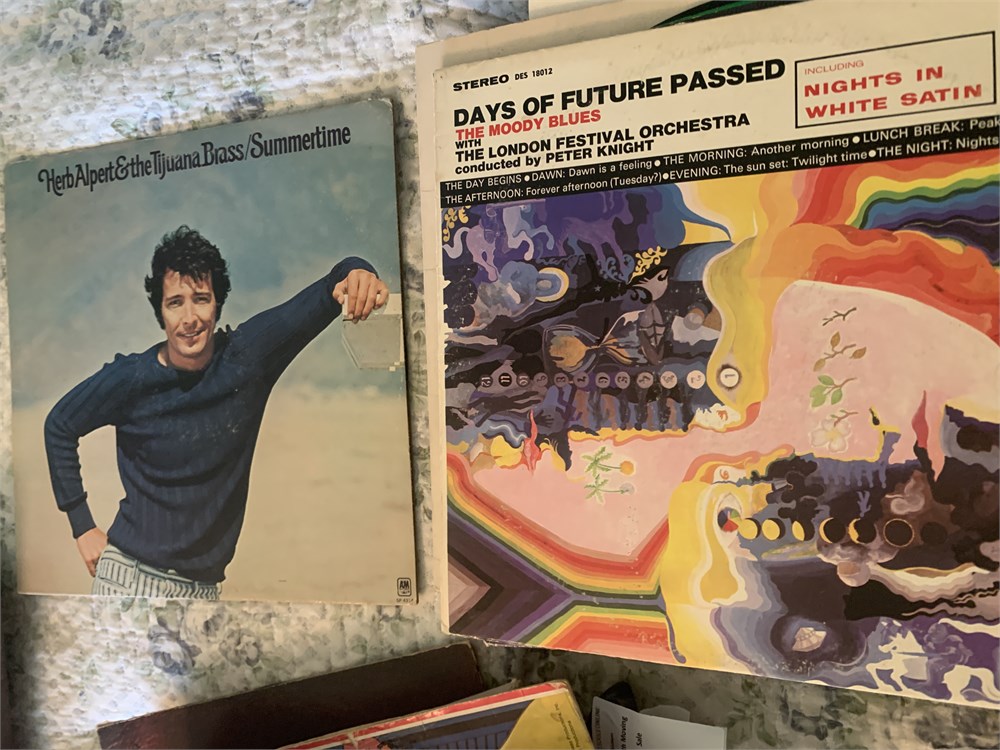 Herb Alpert & the Tijuana Brass/Summertime
AM
STEREO DES 18012
DAYS OF FUTURE PASSED
THE MOODY BLUES
WITH
THE LONDON FESTIVAL ORCHESTRA
conducted by PETER KNIGHT
INCLUDING
NIGHTS IN
WHITE SATIN
THE DAY BEGINS ● DAWN: Dawn is a feeling ● THE MORNING: Another morning ● LUNCH BREAK: Peak
THE AFTERNOON: Forever afternoon (Tuesday?) ● EVENING: The sun set: Twilight time ● THE NIGHT: Nights
Moving
Sale